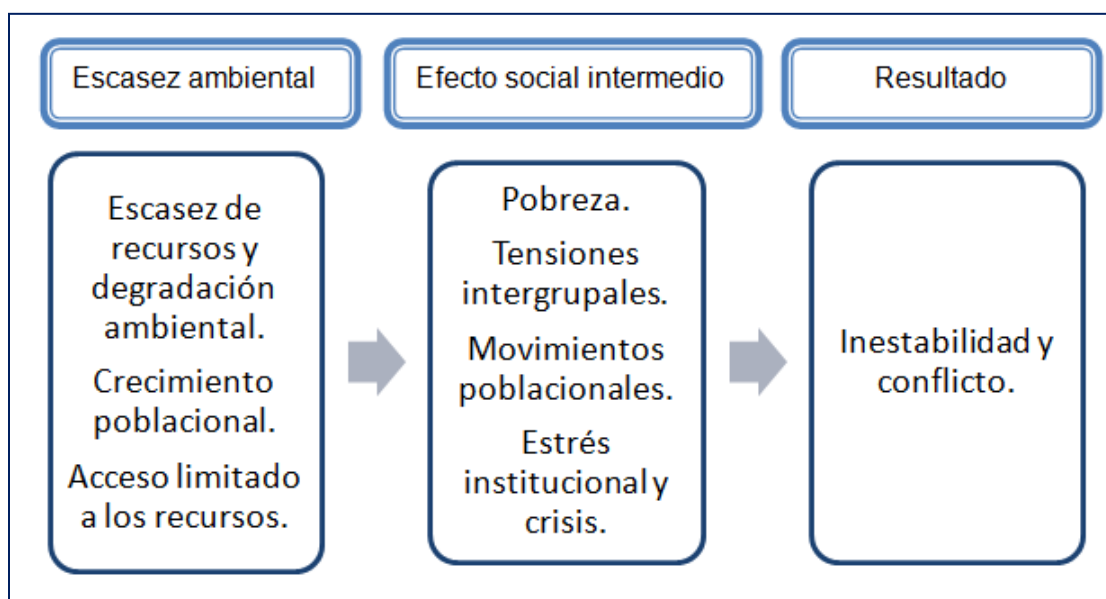 Escasez ambiental
Efecto social intermedio
Resultado
Escasez de
recursos y
degradación
ambiental.
Crecimiento
poblacional.
Acceso limitado
a los recursos.
Pobreza.
Tensiones
intergrupales.
Movimientos
poblacionales.
Estrés
institucional y
crisis.
Inestabilidad y
conflicto.